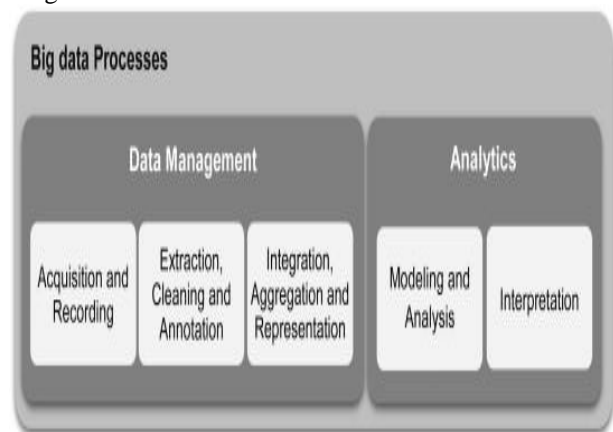 Big data Processes
Data Management
Analytics
Acquisition and
Recording
Extraction,
Cleaning and
Annotation
Integration,
Aggregation and
Representation
Modeling and
Analysis
Interpretation